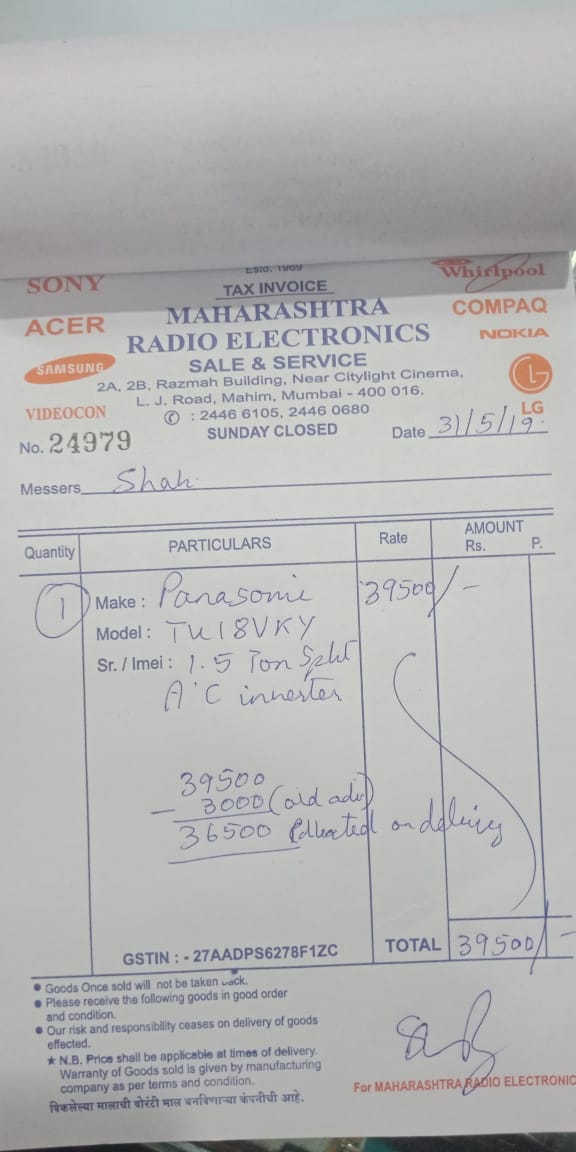 ESTD. 1969
SONY
TAX INVOICE
Whirlpool
ACER
MAHARASHTRA
RADIO ELECTRONICS
COMPAQ
NOKIA
SAMSUNG
SALE & SERVICE
2A, 2B, Razmah Building, Near Citylight Cinema,
L. J. Road, Mahim, Mumbai - 400 016.
LG
VIDEOCON
✆ : 2446 6105, 2446 0680
No. 24979
SUNDAY CLOSED
Date 31/5/19
Messers Shah
Quantity PARTICULARS Rate AMOUNT
Rs. P.
1 Make : Panasonic 39500/-
Model : TU18VKY
Sr. / Imei : 1.5 Ton Split
A'C inverter
39500
- 3000 (old
36500 collected on delivery
GSTIN : - 27AADPS6278F1ZC TOTAL 39500/-
● Goods Once sold will not be taken back.
● Please receive the following goods in good order
and condition.
● Our risk and responsibility ceases on delivery of goods
effected.
★ N.B. Price shall be applicable at times of delivery.
Warranty of Goods sold is given by manufacturing
company as per terms and condition.
विकलेल्या मालाची वॉरंटी माल बनविणाऱ्या कंपनीची आहे.
For MAHARASHTRA RADIO ELECTRONIC